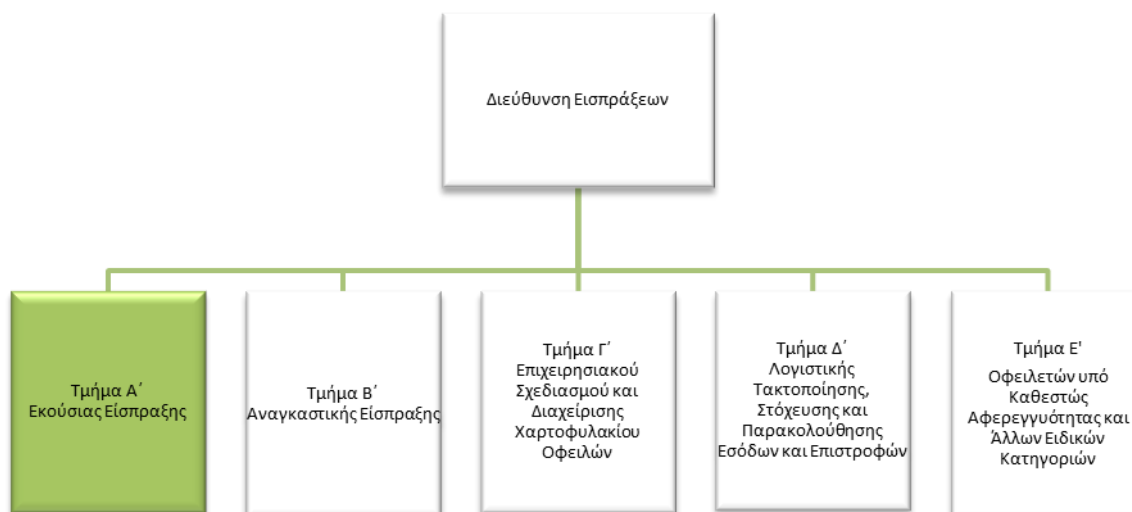 Διεύθυνση Εισπράξεων
Τμήμα Α΄
Εκούσιας Είσπραξης
Τμήμα Β΄
Αναγκαστικής Είσπραξης
Τμήμα Γ΄
Επιχειρησιακού
Σχεδιασμού και
Διαχείρισης
Χαρτοφυλακίου
Οφειλών
Τμήμα Δ΄
Λογιστικής
Τακτοποίησης,
Στόχευσης και
Παρακολούθησης
Εσόδων και Επιστροφών
Τμήμα Ε'
Οφειλετών υπό
Καθεστώς
Αφερεγγυότητας και
Άλλων Ειδικών
Κατηγοριών